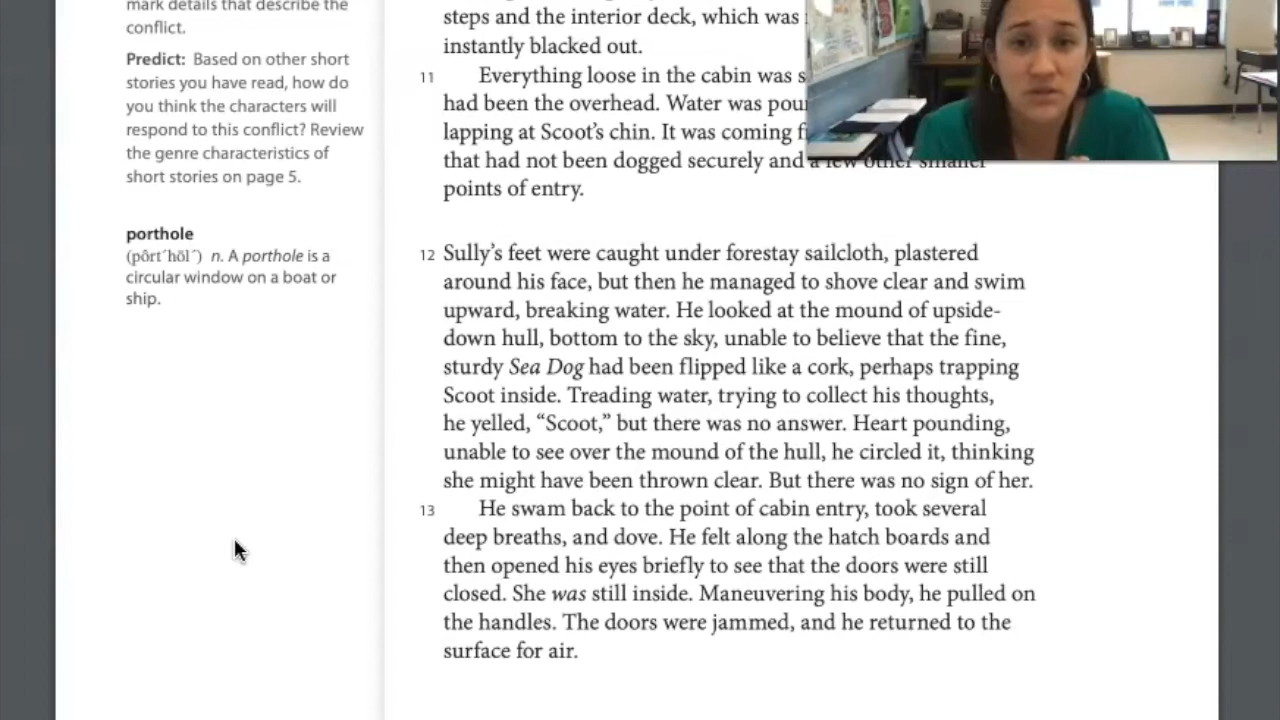 mark details that describe the
conflict.
Predict: Based on other short
stories you have read, how do
you think the characters will
respond to this conflict? Review
the genre characteristics of
short stories on page 5.
porthole
(pôrt´hōl´) n. A porthole is a
circular window on a boat or
ship.
steps and the interior deck, which was
instantly blacked out.
11 Everything loose in the cabin was s
had been the overhead. Water was pou
lapping at Scoot’s chin. It was coming f
that had not been dogged securely and a few other smaller
points of entry.
12 Sully’s feet were caught under forestay sailcloth, plastered
around his face, but then he managed to shove clear and swim
upward, breaking water. He looked at the mound of upside-
down hull, bottom to the sky, unable to believe that the fine,
sturdy Sea Dog had been flipped like a cork, perhaps trapping
Scoot inside. Treading water, trying to collect his thoughts,
he yelled, “Scoot,” but there was no answer. Heart pounding,
unable to see over the mound of the hull, he circled it, thinking
she might have been thrown clear. But there was no sign of her.
13 He swam back to the point of cabin entry, took several
deep breaths, and dove. He felt along the hatch boards and
then opened his eyes briefly to see that the doors were still
closed. She was still inside. Maneuvering his body, he pulled on
the handles. The doors were jammed, and he returned to the
surface for air.